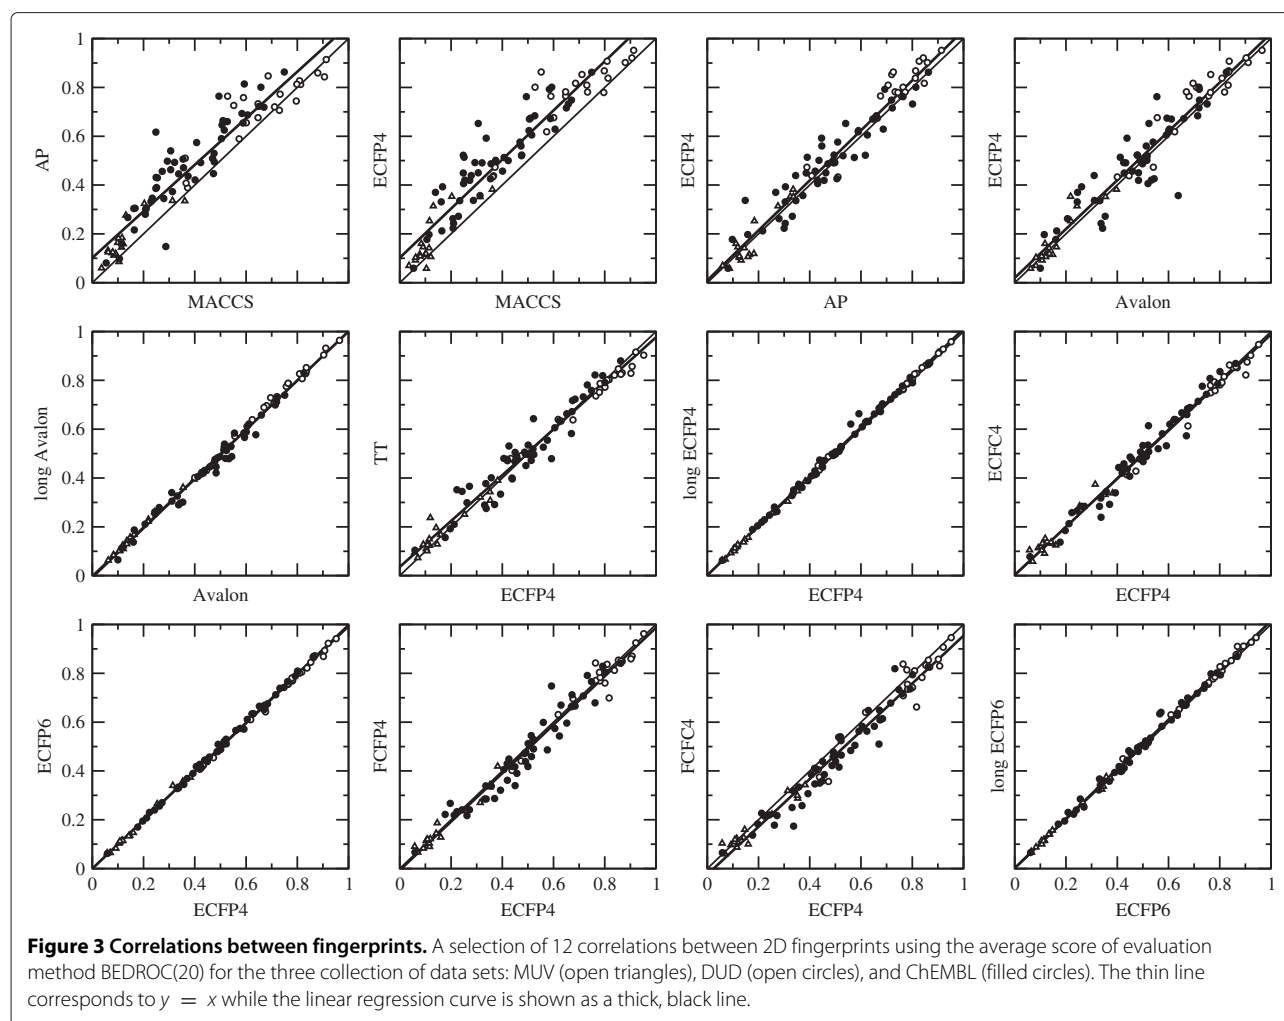 1
0.8
0.6
0.4
0.2
0
AP
MACCS
ECFP4
MACCS
ECFP4
AP
ECFP4
Avalon
1
0.8
0.6
0.4
0.2
0
long Avalon
Avalon
TT
ECFP4
long ECFP4
ECFP4
ECFC4
ECFP4
1
0.8
0.6
0.4
0.2
0
ECFP6
0 0.2 0.4 0.6 0.8 1
ECFP4
FCFP4
0 0.2 0.4 0.6 0.8 1
ECFP4
FCFC4
0 0.2 0.4 0.6 0.8 1
ECFP4
long ECFP6
0 0.2 0.4 0.6 0.8 1
ECFP6
Figure 3 Correlations between fingerprints. A selection of 12 correlations between 2D fingerprints using the average score of evaluation
method BEDROC(20) for the three collection of data sets: MUV (open triangles), DUD (open circles), and ChEMBL (filled circles). The thin line
corresponds to y = x while the linear regression curve is shown as a thick, black line.